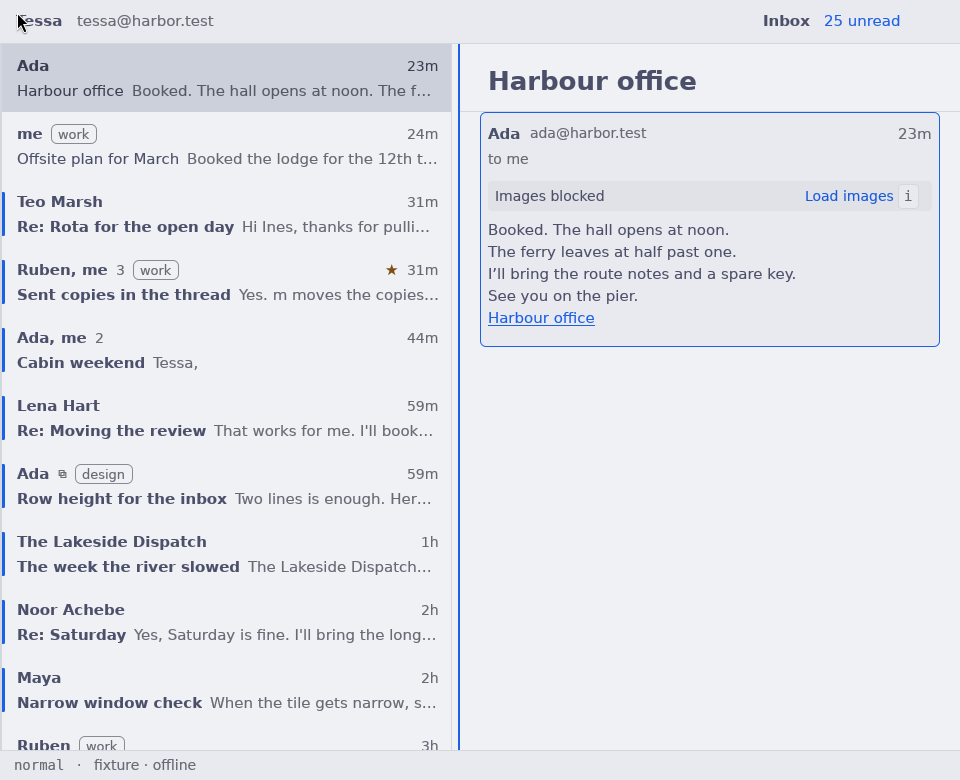 Tessa tessa@harbor.test Inbox 25 unread
Ada 23m
Harbour office Booked. The hall opens at noon. The f…
me work 24m
Offsite plan for March Booked the lodge for the 12th t…
Teo Marsh 31m
Re: Rota for the open day Hi Ines, thanks for pulli…
Ruben, me 3 work ★ 31m
Sent copies in the thread Yes. m moves the copies…
Ada, me 2 44m
Cabin weekend Tessa,
Lena Hart 59m
Re: Moving the review That works for me. I'll book…
Ada design 59m
Row height for the inbox Two lines is enough. Her…
The Lakeside Dispatch 1h
The week the river slowed The Lakeside Dispatch…
Noor Achebe 2h
Re: Saturday Yes, Saturday is fine. I'll bring the long…
Maya 2h
Narrow window check When the tile gets narrow, s…
Ruben work 3h
Harbour office
Ada ada@harbor.test 23m
to me
Images blocked Load images i
Booked. The hall opens at noon.
The ferry leaves at half past one.
I’ll bring the route notes and a spare key.
See you on the pier.
Harbour office
normal · fixture · offline